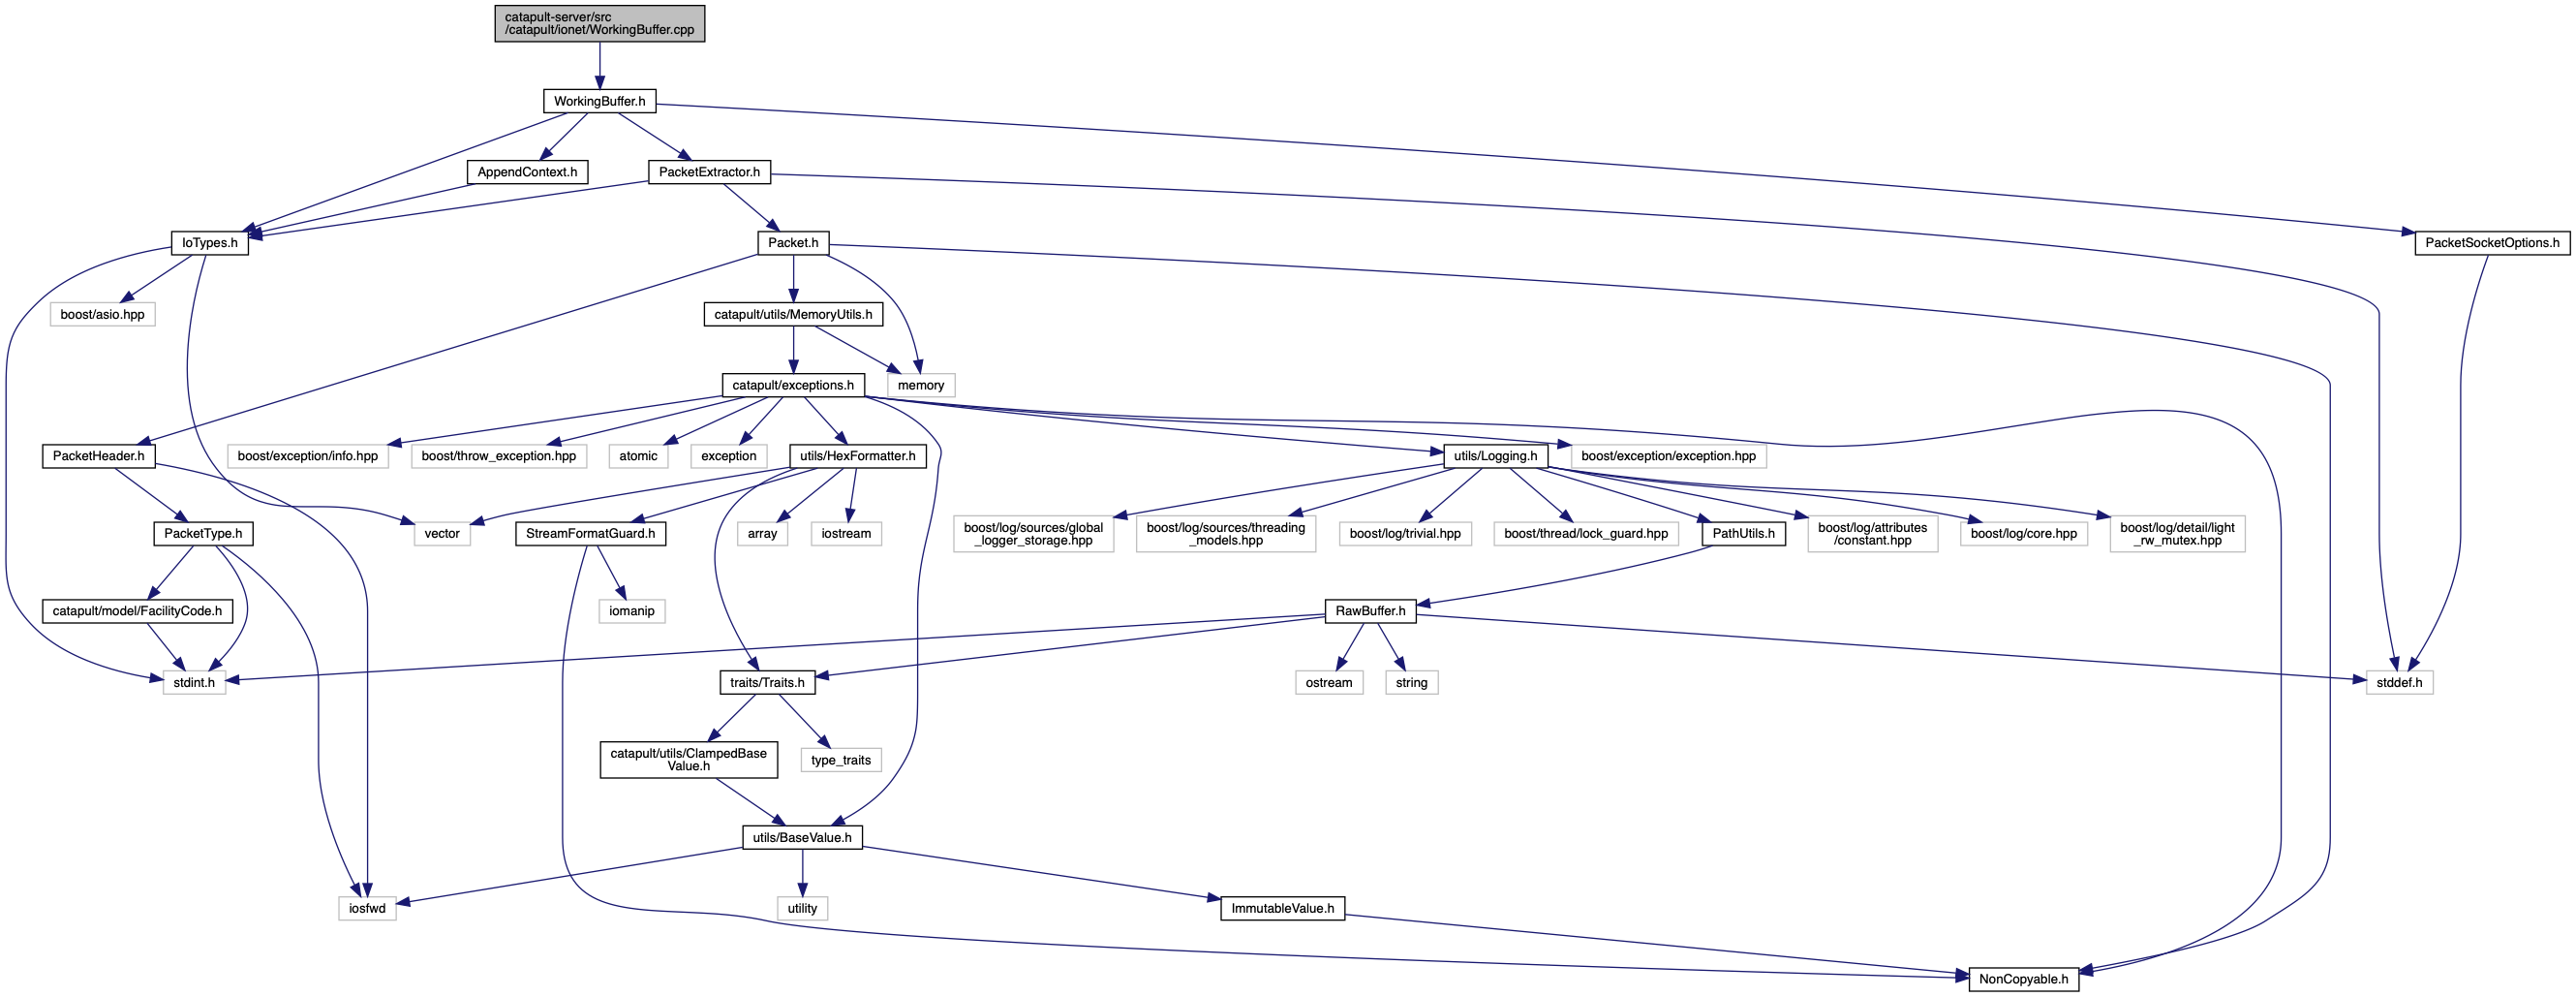 catapult-server/src
/catapult/ionet/WorkingBuffer.cpp
WorkingBuffer.h
AppendContext.h
PacketExtractor.h
IoTypes.h
Packet.h
PacketSocketOptions.h
boost/asio.hpp
catapult/utils/MemoryUtils.h
catapult/exceptions.h
memory
PacketHeader.h
boost/exception/info.hpp
boost/throw_exception.hpp
atomic
exception
utils/HexFormatter.h
utils/Logging.h
boost/exception/exception.hpp
PacketType.h
vector
StreamFormatGuard.h
array
iostream
boost/log/sources/global
_logger_storage.hpp
boost/log/sources/threading
_models.hpp
boost/log/trivial.hpp
boost/thread/lock_guard.hpp
PathUtils.h
boost/log/attributes
/constant.hpp
boost/log/core.hpp
boost/log/detail/light
_rw_mutex.hpp
catapult/model/FacilityCode.h
iomanip
RawBuffer.h
stdint.h
traits/Traits.h
ostream
string
stddef.h
catapult/utils/ClampedBase
Value.h
type_traits
utils/BaseValue.h
iosfwd
utility
ImmutableValue.h
NonCopyable.h